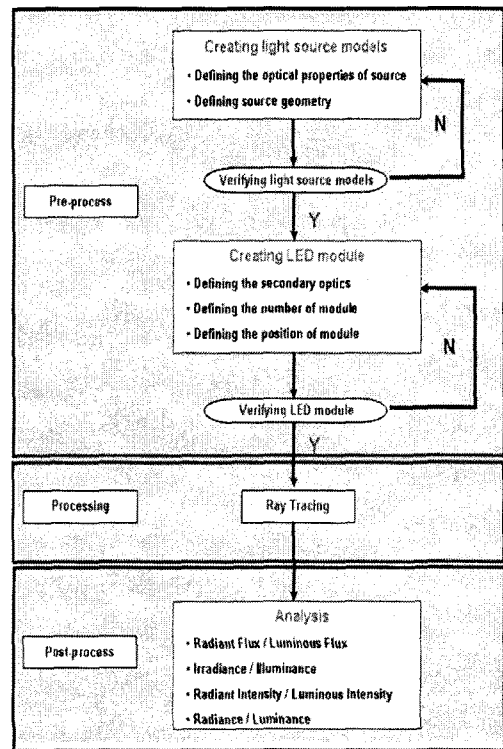 Creating light source models
• Defining the optical properties of source
• Defining source geometry
N
Verifying light source models
Pre-process
Y
Creating LED module
• Defining the secondary optics
• Defining the number of module
• Defining the position of module
N
Verifying LED module
Y
Processing
Ray Tracing
Analysis
• Radiant Flux / Luminous Flux
• Irradiance / Illuminance
• Radiant Intensity / Luminous Intensity
• Radiance / Luminance
Post-process